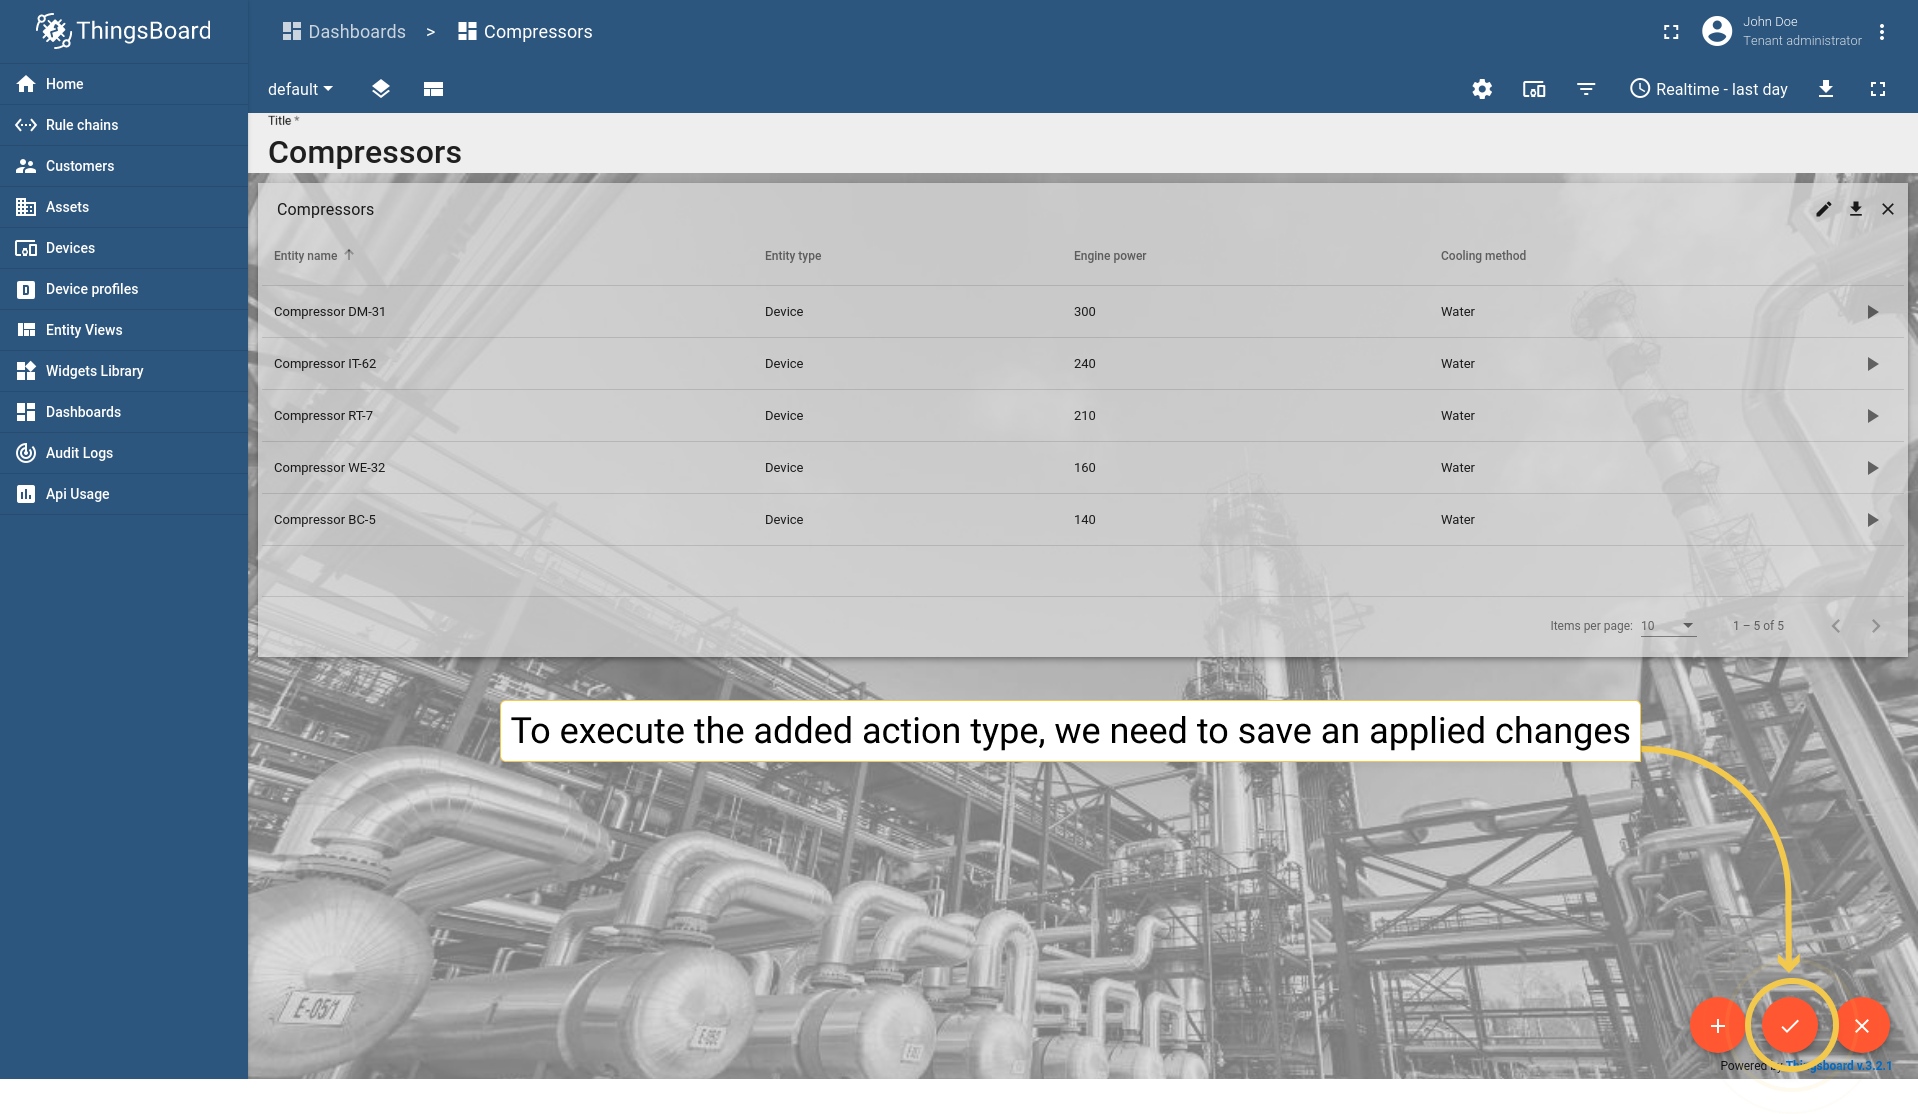 ThingsBoard
Dashboards > Compressors
John Doe
Tenant administrator
Home
Rule chains
Customers
Assets
Devices
Device profiles
Entity Views
Widgets Library
Dashboards
Audit Logs
Api Usage
default
Realtime - last day
Title *
Compressors
Compressors
Entity name Entity type Engine power Cooling method
Compressor DM-31 Device 300 Water
Compressor IT-62 Device 240 Water
Compressor RT-7 Device 210 Water
Compressor WE-32 Device 160 Water
Compressor BC-5 Device 140 Water
Items per page: 10 1 – 5 of 5
To execute the added action type, we need to save an applied changes
E-05/1
Powered by Thingsboard v.3.2.1